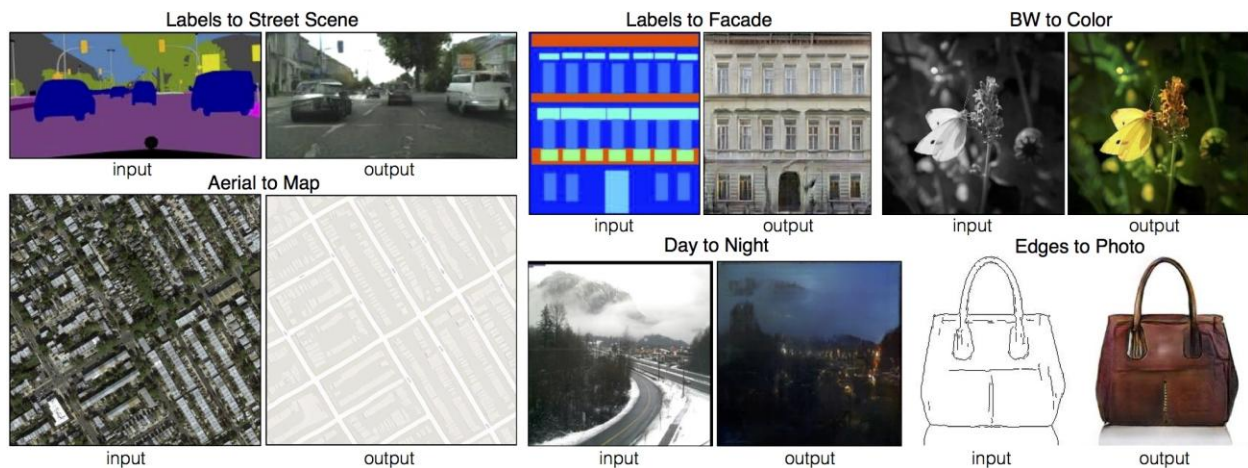 Labels to Street Scene
input
output
Aerial to Map
input
output
Labels to Facade
input
output
BW to Color
input
output
Day to Night
input
output
Edges to Photo
input
output